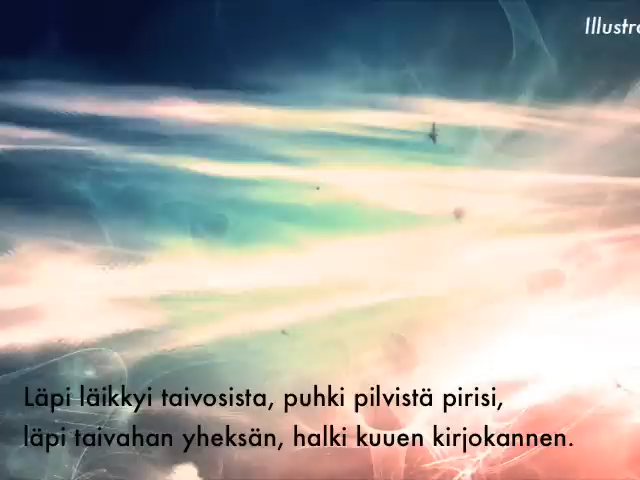 Läpi läikkyi taivosista, puhki pilvistä pirisi,
läpi taivahan yheksän, halki kuuen kirjokannen.